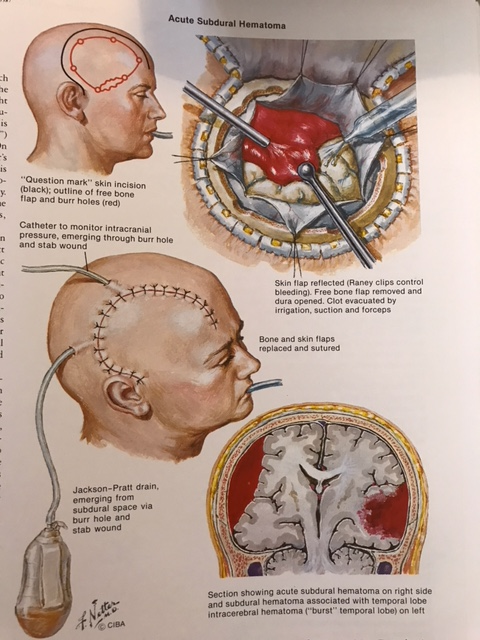 Acute Subdural Hematoma
"Question mark" skin incision
(black); outline of free bone
flap and burr holes (red)
Catheter to monitor intracranial
pressure, emerging through burr hole
and stab wound
Skin flap reflected (Raney clips control
bleeding). Free bone flap removed and
dura opened. Clot evacuated by
irrigation, suction and forceps
Bone and skin flaps
replaced and sutured
Jackson-Pratt drain,
emerging from
subdural space via
burr hole and
stab wound
Section showing acute subdural hematoma on right side
and subdural hematoma associated with temporal lobe
intracerebral hematoma ("burst" temporal lobe) on left
F. Netter
M.D.
© CIBA